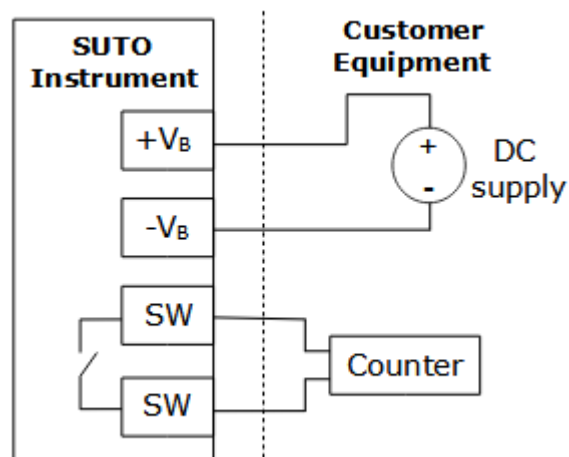 SUTO
Instrument
Customer
Equipment
+VB
+
-
DC
supply
-VB
SW
Counter
SW